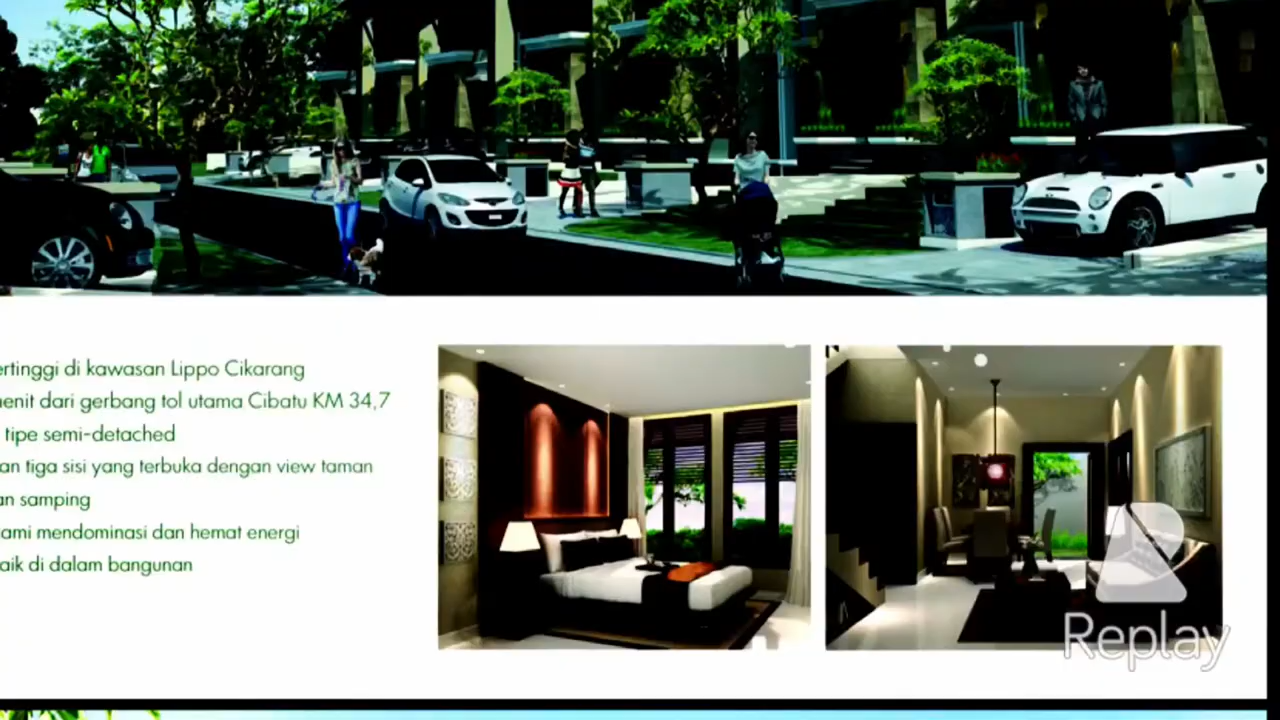 ertinggi di kawasan Lippo Cikarang
enit dari gerbang tol utama Cibatu KM 34,7
tipe semi-detached
an tiga sisi yang terbuka dengan view taman
an samping
ami mendominasi dan hemat energi
aik di dalam bangunan
Replay